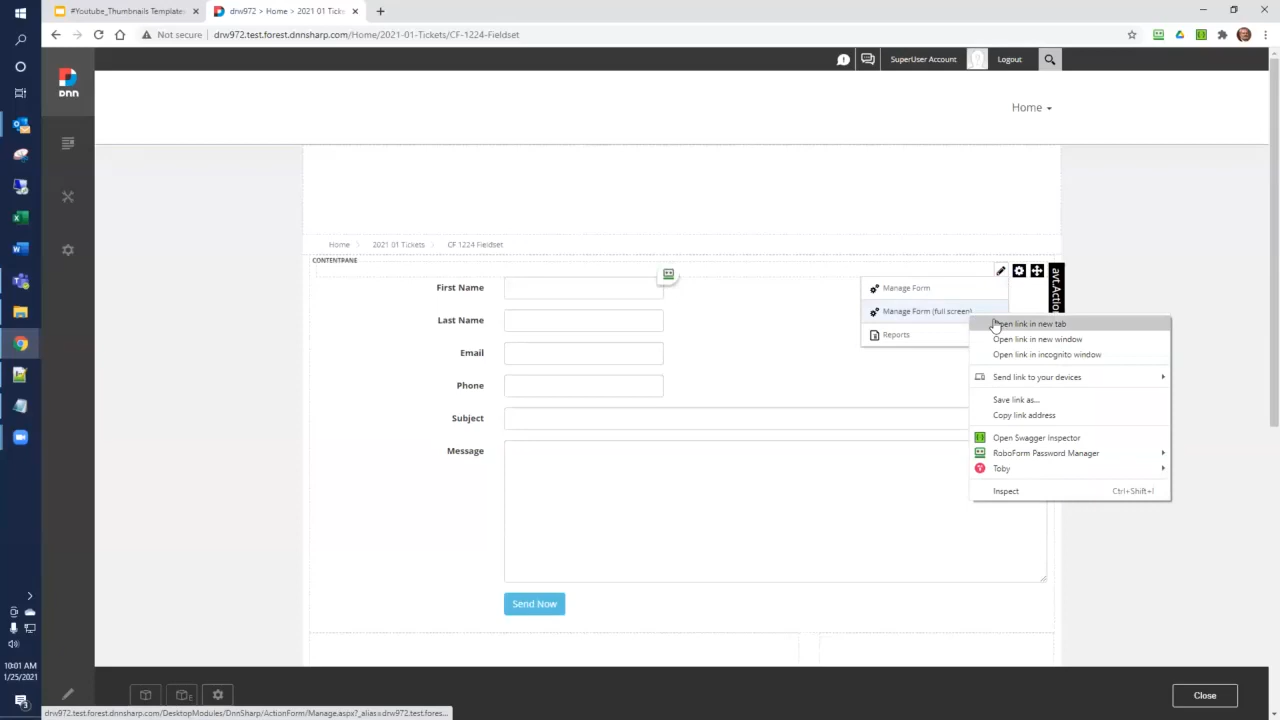 #Youtube_Thumbnails Templates
drw972 > Home > 2021 01 Ticke
Not secure
drw972.test.forest.dnnsharp.com/Home/2021-01-Tickets/CF-1224-Fieldset
SuperUser Account
Logout
dnn
Home
Home
2021 01 Tickets
CF 1224 Fieldset
CONTENTPANE
avt.Actio
First Name
Manage Form
Last Name
Manage Form (full screen)
Open link in new tab
Reports
Open link in new window
Email
Open link in incognito window
Send link to your devices
Phone
Save link as...
Copy link address
Subject
Open Swagger Inspector
Message
RoboForm Password Manager
Toby
Inspect
Ctrl+Shift+I
Send Now
10:01 AM
1/25/2021
E
Close
drw972.test.forest.dnnsharp.com/DesktopModules/DnnSharp/ActionForm/Manage.aspx?_alias=drw972.test.fores...